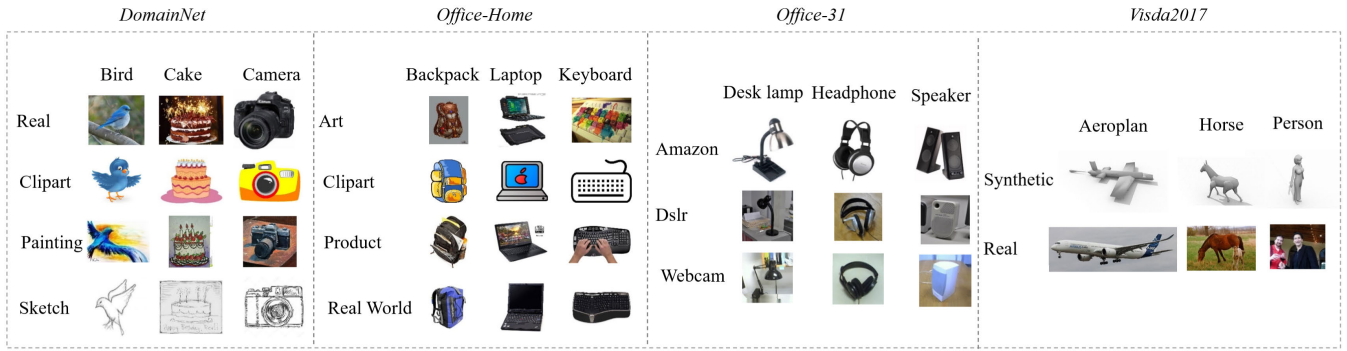 DomainNet
Office-Home
Office-31
Visda2017
Bird Cake Camera
Real
Clipart
Painting
Sketch
Backpack Laptop Keyboard
Art
Clipart
Product
Real World
Desk lamp Headphone Speaker
Amazon
Dslr
Webcam
Aeroplan Horse Person
Synthetic
Real